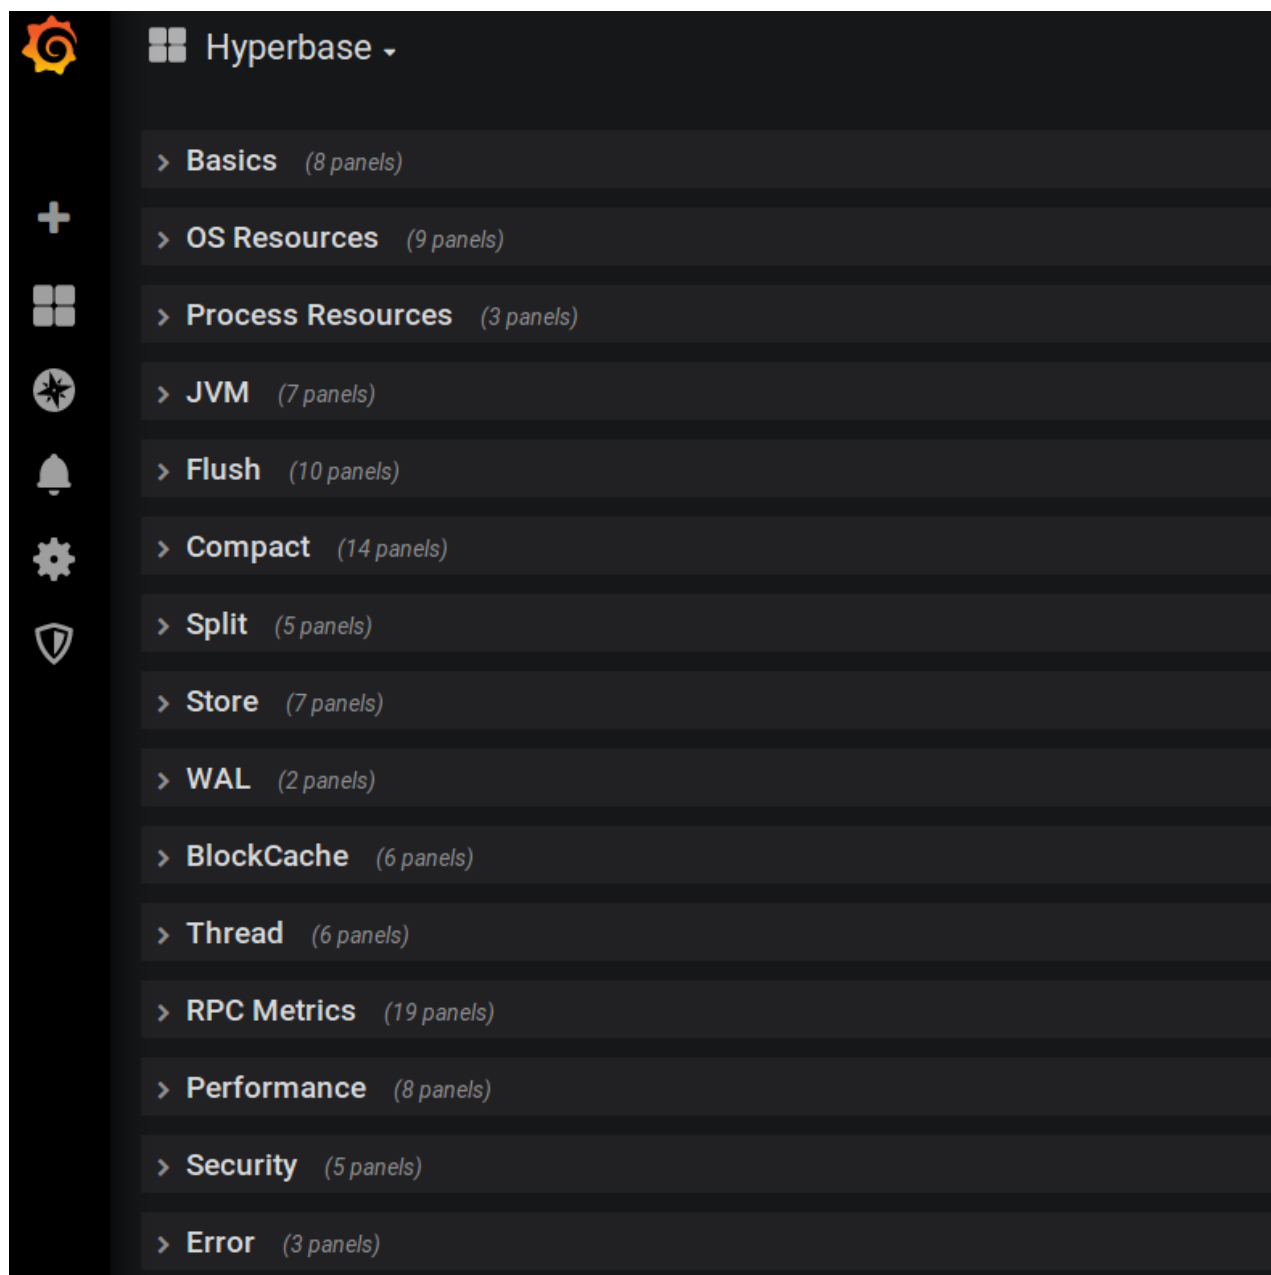 Hyperbase
Basics (8 panels)
OS Resources (9 panels)
Process Resources (3 panels)
JVM (7 panels)
Flush (10 panels)
Compact (14 panels)
Split (5 panels)
Store (7 panels)
WAL (2 panels)
BlockCache (6 panels)
Thread (6 panels)
RPC Metrics (19 panels)
Performance (8 panels)
Security (5 panels)
Error (3 panels)